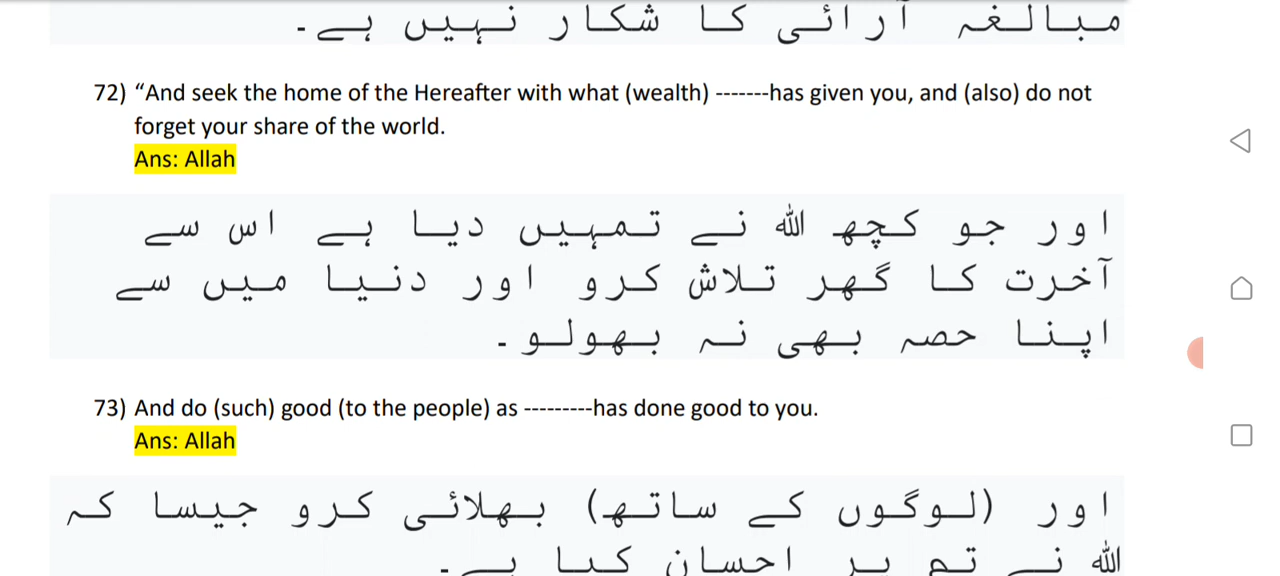 مبالغہ آرائی کا شکار نہیں ہے۔
72) “And seek the home of the Hereafter with what (wealth) -------has given you, and (also) do not
forget your share of the world.
Ans: Allah
اور جو کچھ اللہ نے تمہیں دیا ہے اس سے
آخرت کا گھر تلاش کرو اور دنیا میں سے
اپنا حصہ بھی نہ بھولو۔
73) And do (such) good (to the people) as ---------has done good to you.
Ans: Allah
اور (لوگوں کے ساتھ) بھلائی کرو جیسا کہ
اللہ نے تم پر احسان کیا ہے۔